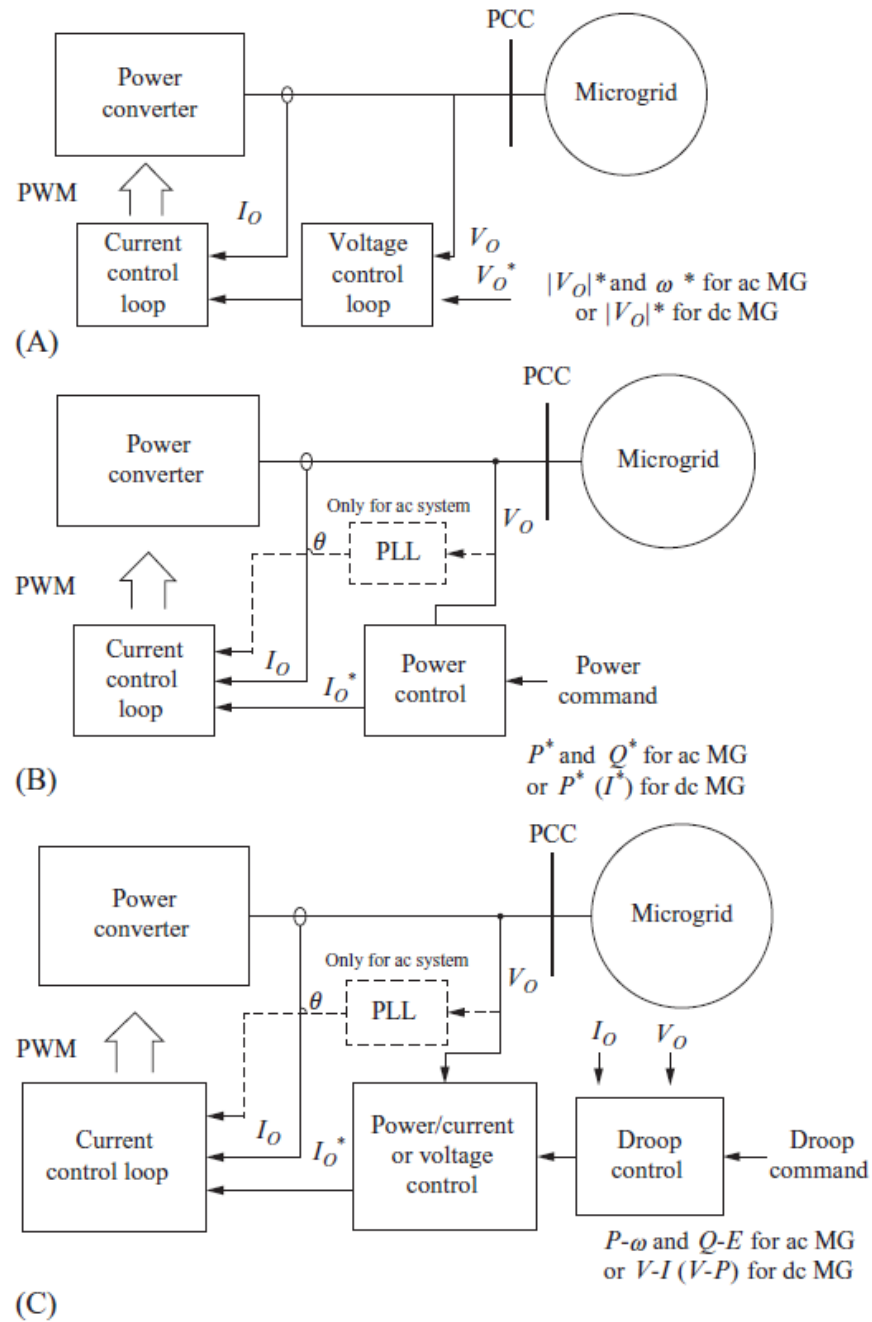 PCC
Power
converter
Microgrid
PWM
I_O
Current
control
loop
Voltage
control
loop
V_O
V_O*
|V_O|* and ω * for ac MG
or |V_O|* for dc MG
(A)
PCC
Power
converter
Microgrid
Only for ac system
V_O
θ
PLL
PWM
Current
control
loop
I_O
I_O*
Power
control
Power
command
P* and Q* for ac MG
or P* (I*) for dc MG
(B)
PCC
Power
converter
Microgrid
Only for ac system
V_O
θ
PLL
PWM
I_O
V_O
Current
control loop
I_O
I_O*
Power/current
or voltage
control
Droop
control
Droop
command
P-ω and Q-E for ac MG
or V-I (V-P) for dc MG
(C)